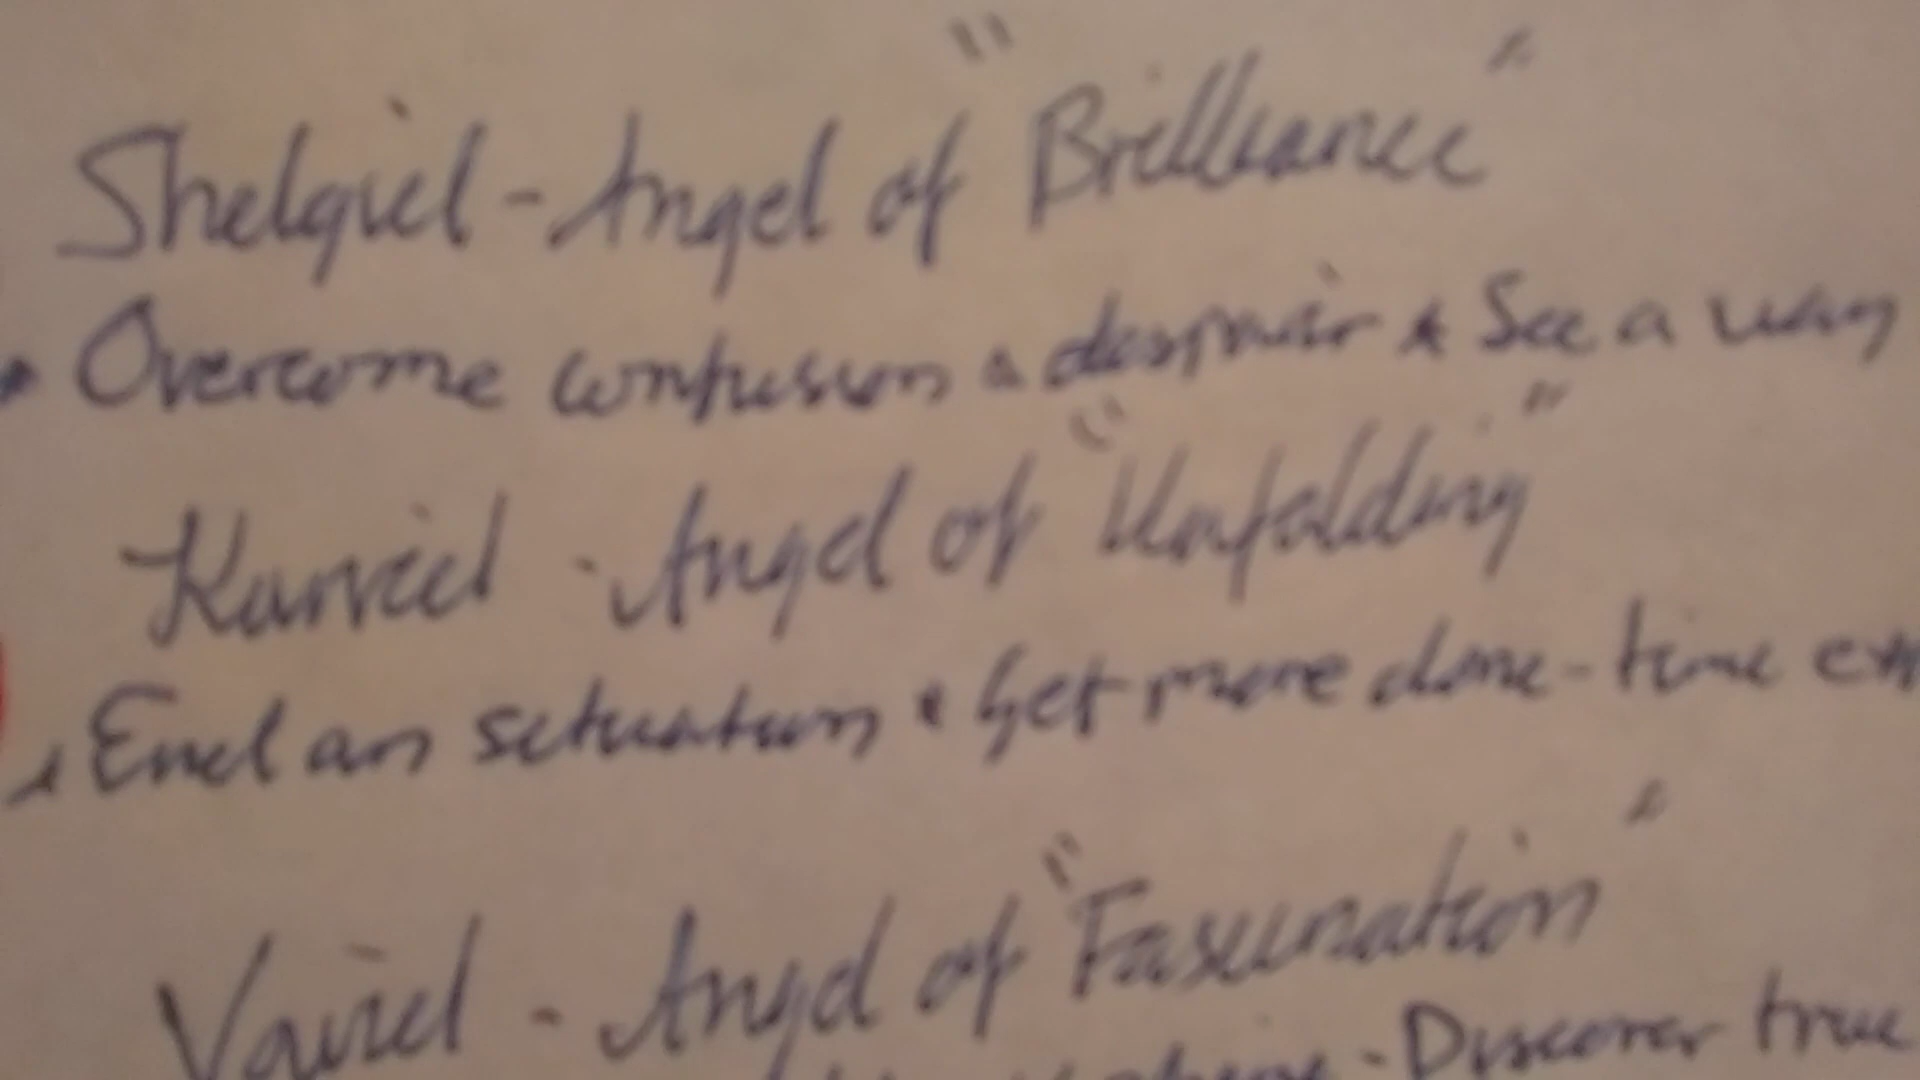 Shelgiel - Angel of "Brilliance"
• Overcome confusion & despair & See a way
Karviel - Angel of "Unfolding"
• End an situation & Get more done - time
Vaviel - Angel of "Fascination"
- Discover true